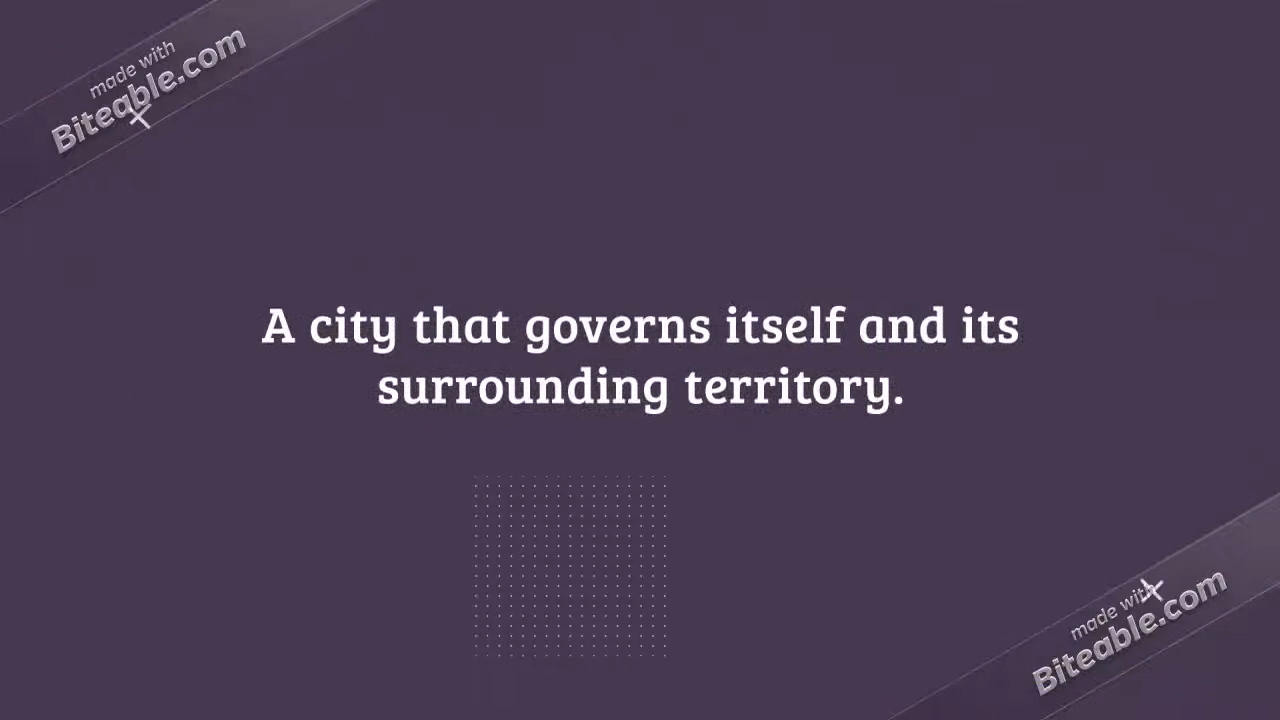 made with
Biteable.com
A city that governs itself and its
surrounding territory.
made with
Biteable.com